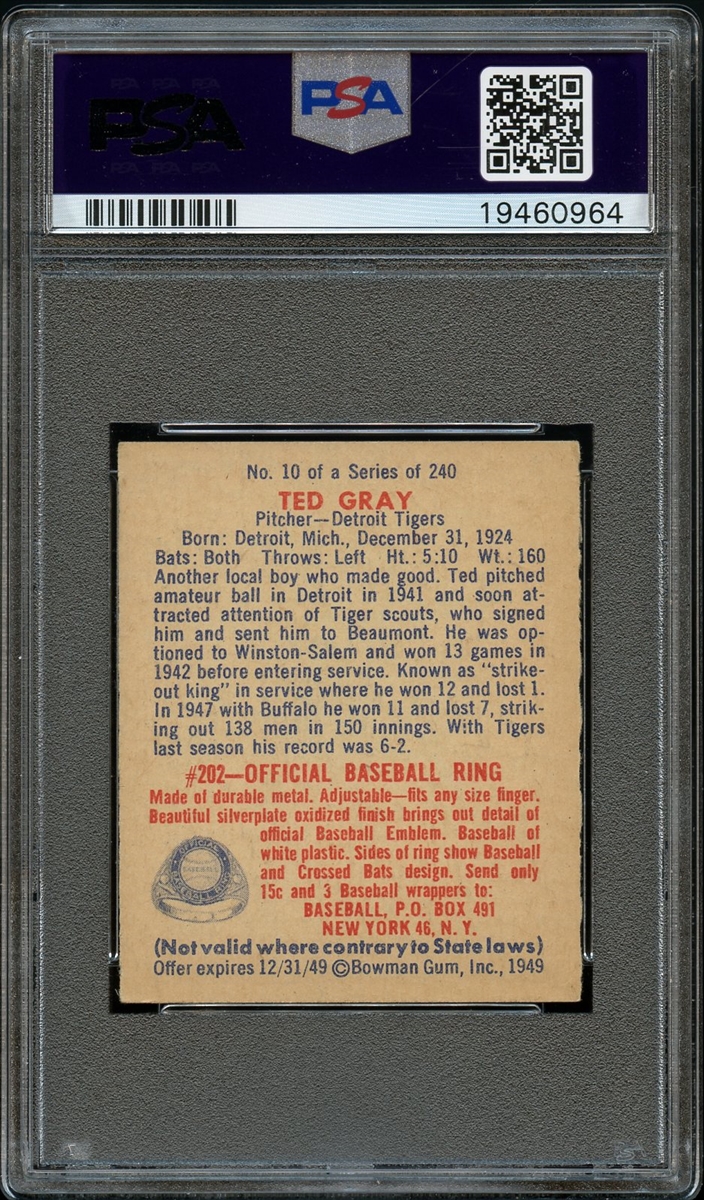 PSA
PSA
19460964
No. 10 of a Series of 240
TED GRAY
Pitcher—Detroit Tigers
Born: Detroit, Mich., December 31, 1924
Bats: Both Throws: Left Ht.: 5:10 Wt.: 160
Another local boy who made good. Ted pitched
amateur ball in Detroit in 1941 and soon at-
tracted attention of Tiger scouts, who signed
him and sent him to Beaumont. He was op-
tioned to Winston-Salem and won 13 games in
1942 before entering service. Known as "strike-
out king" in service where he won 12 and lost 1.
In 1947 with Buffalo he won 11 and lost 7, strik-
ing out 138 men in 150 innings. With Tigers
last season his record was 6-2.
#202—OFFICIAL BASEBALL RING
Made of durable metal. Adjustable—fits any size finger.
Beautiful silverplate oxidized finish brings out detail of
official Baseball Emblem. Baseball of
white plastic. Sides of ring show Baseball
and Crossed Bats design. Send only
15c and 3 Baseball wrappers to:
BASEBALL, P.O. BOX 491
NEW YORK 46, N. Y.
OFFICIAL
BASEBALL
(Not valid where contrary to State laws)
Offer expires 12/31/49 ©Bowman Gum, Inc., 1949